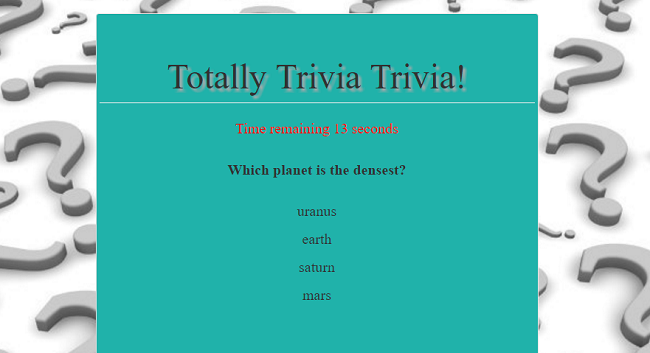 Totally Trivia Trivia!
Time remaining 13 seconds
Which planet is the densest?
uranus
earth
saturn
mars